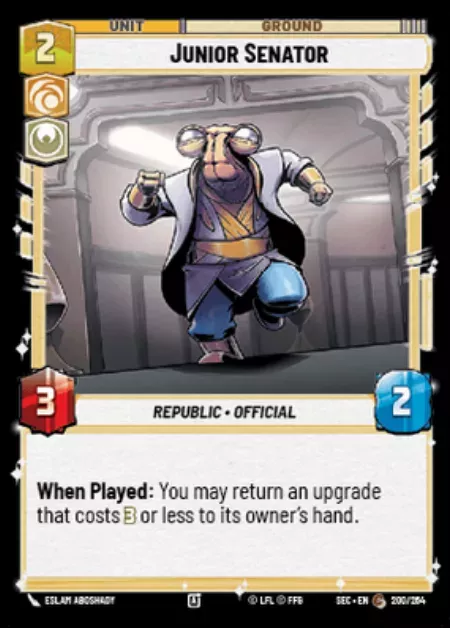 UNIT GROUND
2 JUNIOR SENATOR
3 REPUBLIC • OFFICIAL 2
When Played: You may return an upgrade
that costs 3 or less to its owner's hand.
ESLAM ABOSHADY A © LFL © FFG SEC • EN 200/264